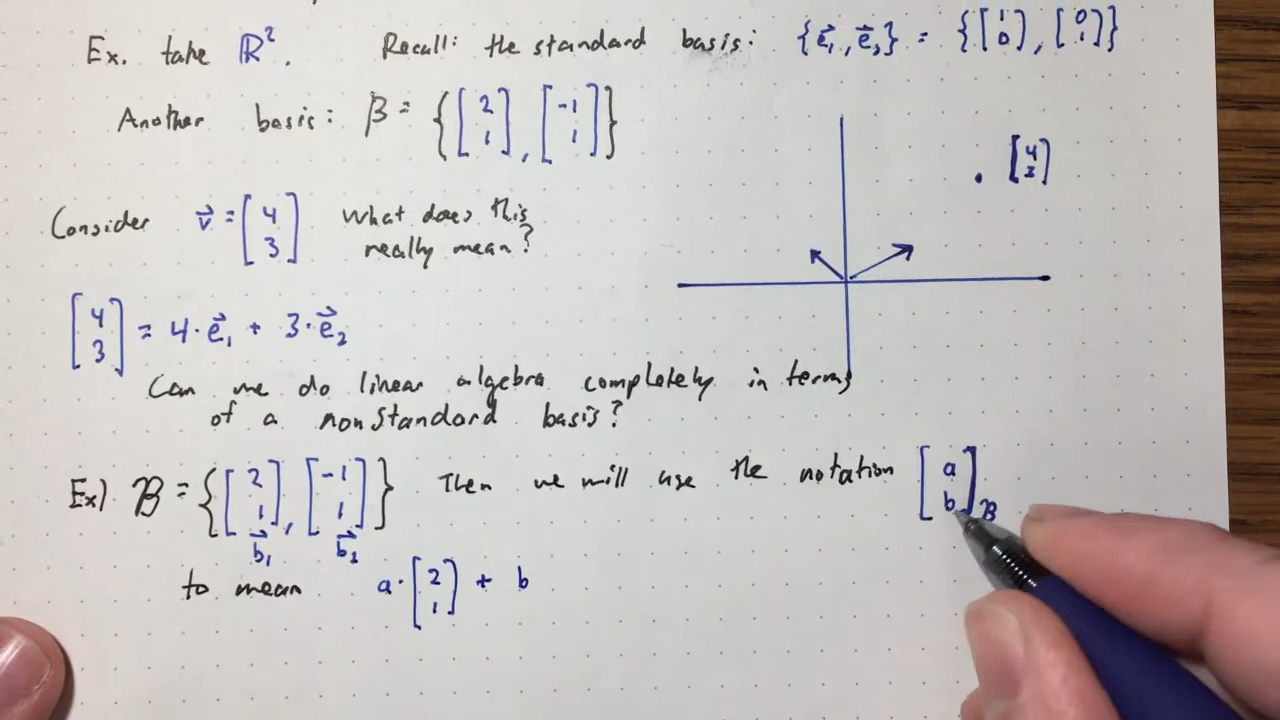 Ex. take ℝ². Recall: the standard basis: {e⃗₁, e⃗₂} = {[1 0], [0 1]}
Another basis: β = {[2 1], [-1 1]}
[4 3]
Consider v⃗ = [4 3] What does this
really mean?
[4 3] = 4·e⃗₁ + 3·e⃗₂
Can we do linear algebra completely in terms
of a nonstandard basis?
Ex) ℬ = {[2 1], [-1 1]} Then we will use the notation [a b]ℬ
b⃗₁ b⃗₂
to mean a·[2 1] + b